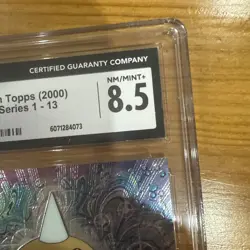 CERTIFIED GUARANTY COMPANY
n Topps (2000)
Series 1 - 13
6071284073
NM/MINT+
8.5